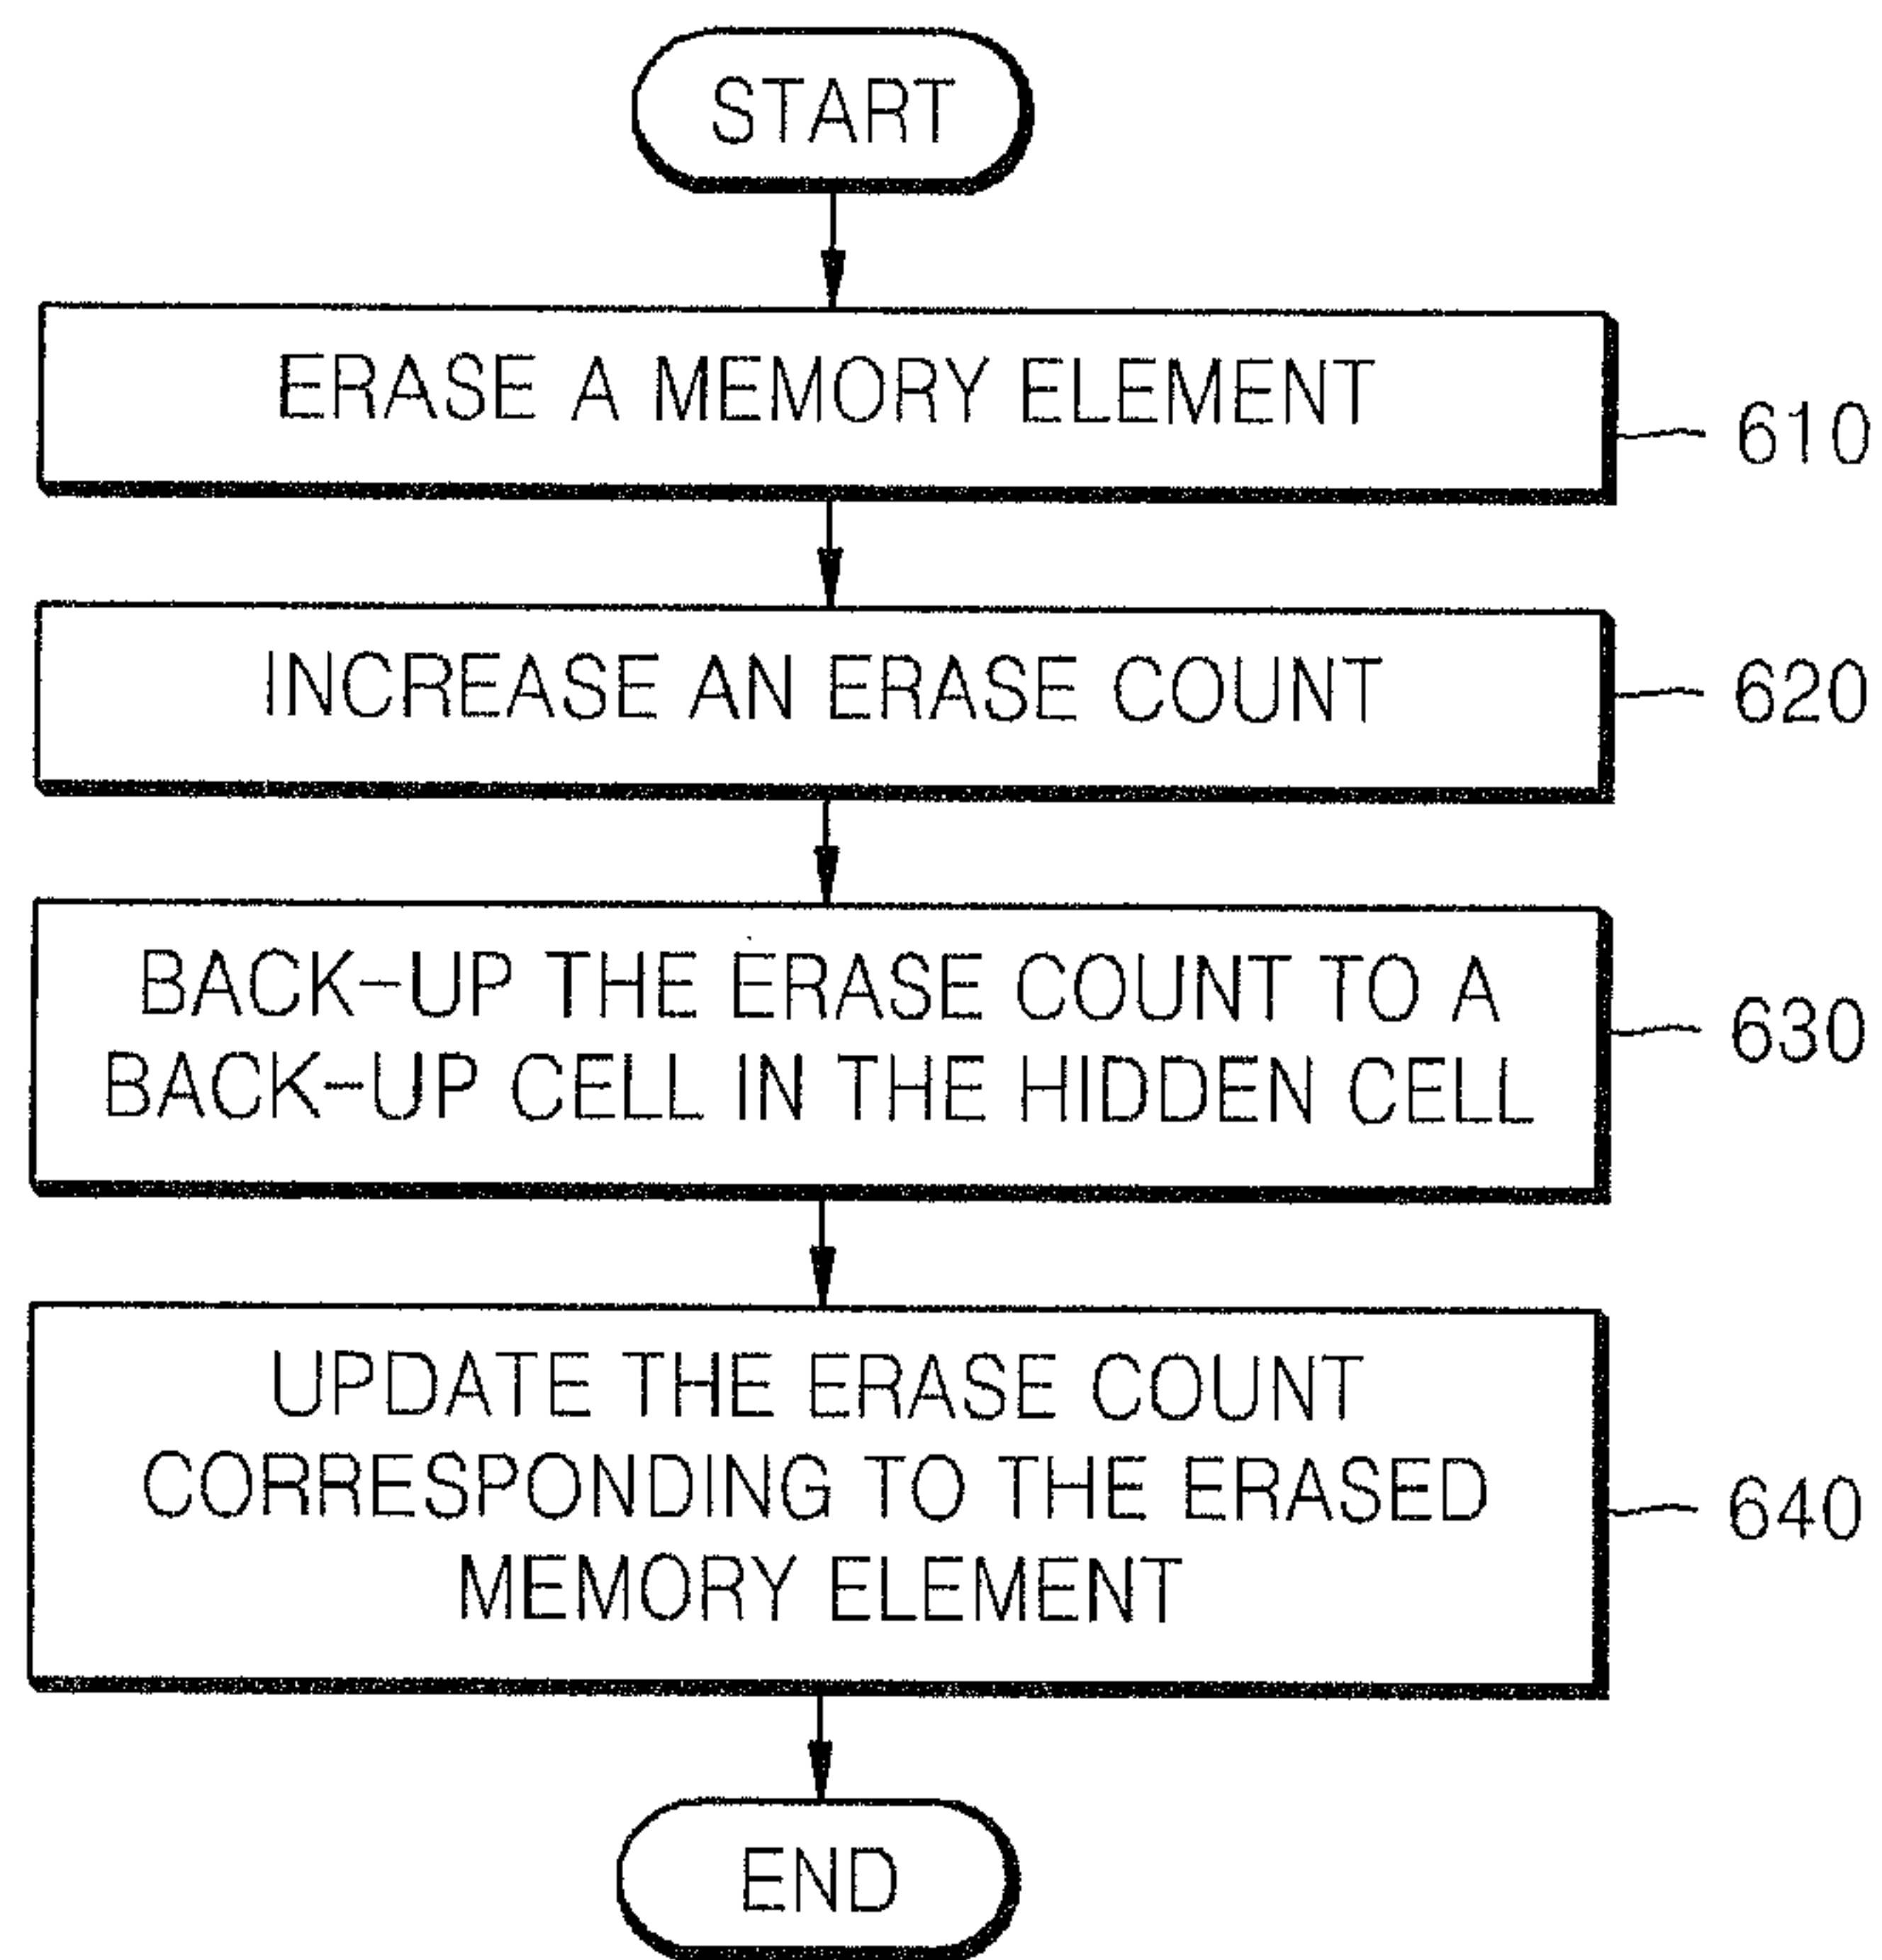 START
ERASE A MEMORY ELEMENT
610
INCREASE AN ERASE COUNT
620
BACK-UP THE ERASE COUNT TO A
BACK-UP CELL IN THE HIDDEN CELL
630
UPDATE THE ERASE COUNT
CORRESPONDING TO THE ERASED
MEMORY ELEMENT
640
END